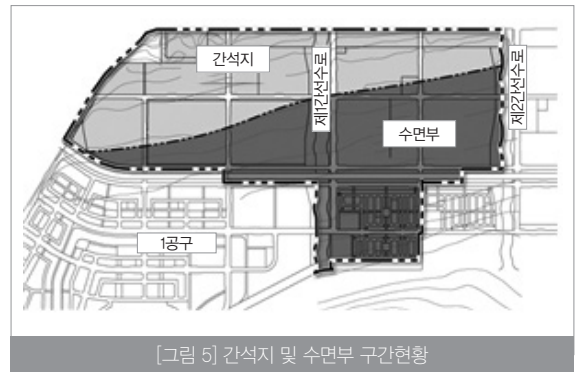 간석지
제1간선수로
제2간선수로
수면부
1공구
[그림 5] 간석지 및 수면부 구간현황